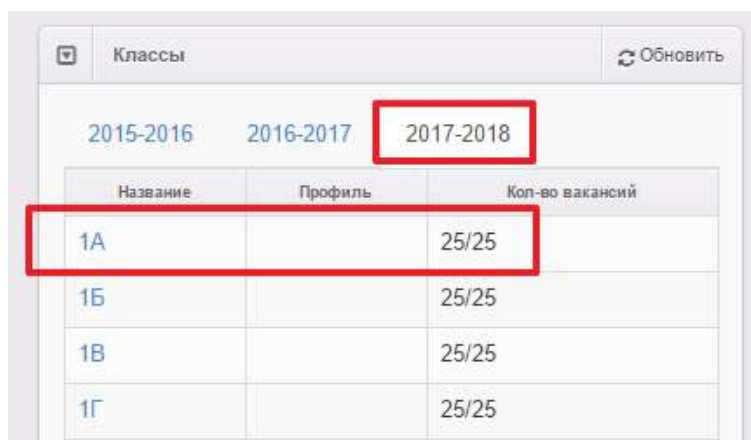 Классы Обновить
2015-2016 2016-2017 2017-2018
Название Профиль Кол-во вакансий
1А 25/25
1Б 25/25
1В 25/25
1Г 25/25